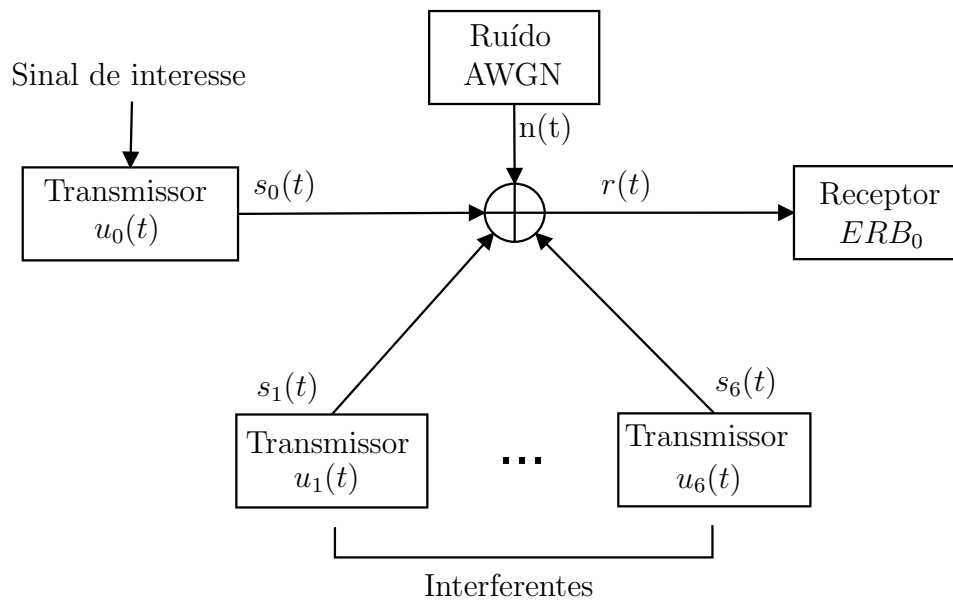 Ruído
AWGN
Sinal de interesse
n(t)
Transmissor
u₀(t)
s₀(t)
r(t)
Receptor
ERB₀
s₁(t)
s₆(t)
Transmissor
u₁(t)
...
Transmissor
u₆(t)
Interferentes